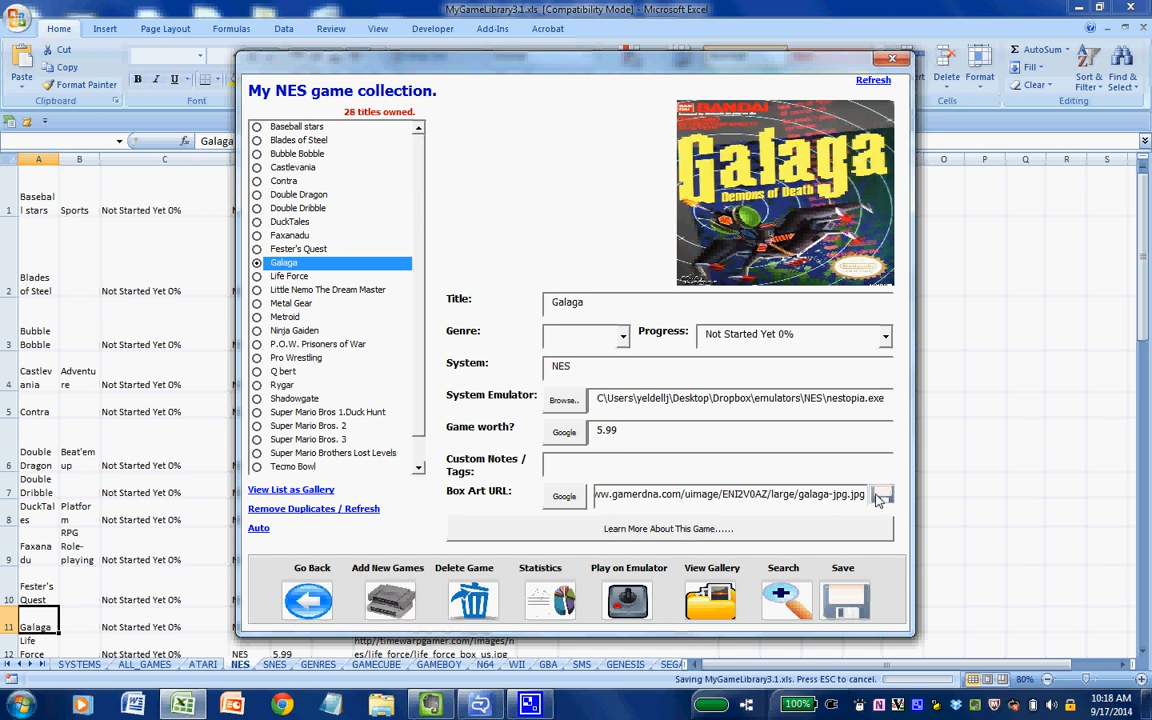 MyGameLibrary3.1.xls [Compatibility Mode] - Microsoft Excel
Home Insert Page Layout Formulas Data Review View Developer Add-Ins Acrobat
Paste
Cut
Copy
Format Painter
Clipboard
B I U
Font
Delete Format
Cells
AutoSum
Fill
Clear
Sort & Filter
Find & Select
Editing
fx Galaga
A B C O P Q R S
1 Baseball stars Sports Not Started Yet 0%
2 Blades of Steel Not Started Yet 0%
3 Bubble Bobble Not Started Yet 0%
4 Castlevania Adventure Not Started Yet 0%
5 Contra Not Started Yet 0%
6 Double Dragon Beat'em up Not Started Yet 0%
7 Double Dribble Not Started Yet 0%
8 DuckTales Platform Not Started Yet 0%
9 Faxanadu RPG Role-playing Not Started Yet 0%
10 Fester's Quest Not Started Yet 0%
11 Galaga Not Started Yet 0%
12 Life Force Not Started Yet 0% NES 5.99 http//timewarpgamer.com/images/nes/life_force/life_force_box_us.jpg
My NES game collection.
Refresh
28 titles owned.
Baseball stars
Blades of Steel
Bubble Bobble
Castlevania
Contra
Double Dragon
Double Dribble
DuckTales
Faxanadu
Fester's Quest
Galaga
Life Force
Little Nemo The Dream Master
Metal Gear
Metroid
Ninja Gaiden
P.O.W. Prisoners of War
Pro Wrestling
Q bert
Rygar
Shadowgate
Super Mario Bros 1.Duck Hunt
Super Mario Bros. 2
Super Mario Bros. 3
Super Mario Brothers Lost Levels
Tecmo Bowl
BANDAI
Galaga
Demons of Death
Title: Galaga
Genre: Progress: Not Started Yet 0%
System: NES
System Emulator: Browse.. C\Users\yeldellj\Desktop\Dropbox\emulators\NES\nestopia.exe
Game worth? Google 5.99
Custom Notes / Tags:
Box Art URL: Google ww.gamerdna.com/uimage/ENI2V0AZ/large/galaga-jpg.jpg
Learn More About This Game......
View List as Gallery
Remove Duplicates / Refresh
Auto
Go Back Add New Games Delete Game Statistics Play on Emulator View Gallery Search Save
SYSTEMS ALL_GAMES ATARI NES SNES GENRES GAMECUBE GAMEBOY N64 WII GBA SMS GENESIS SEGA
Saving MyGameLibrary3.1.xls. Press ESC to cancel. 80%
100%
10:18 AM
9/17/2014